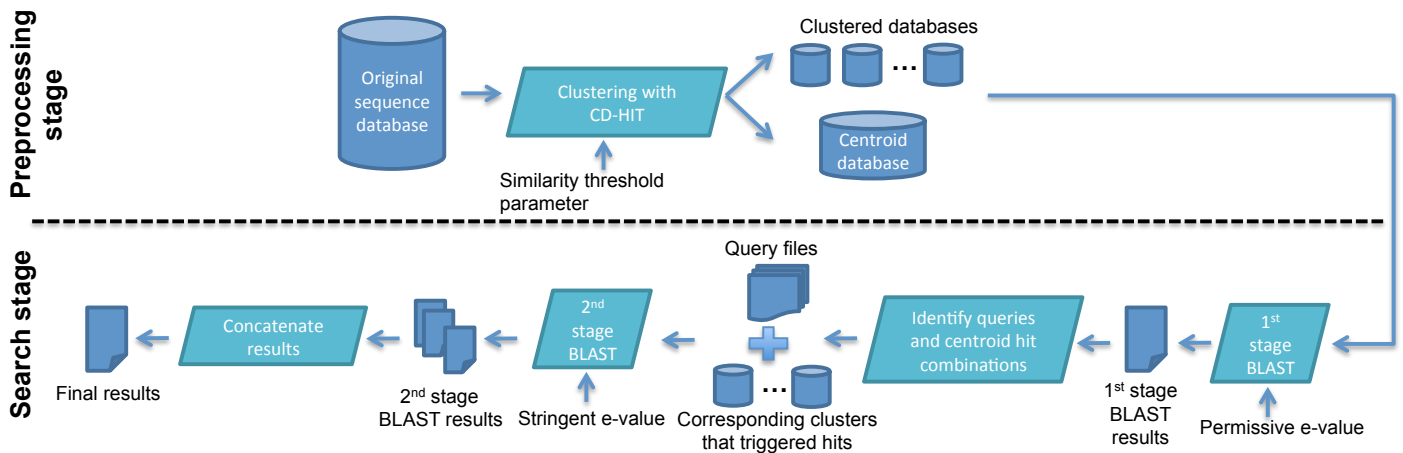 Preprocessing
stage
Original
sequence
database
Clustering with
CD-HIT
Similarity threshold
parameter
Clustered databases
...
Centroid
database
Search stage
Final results
Concatenate
results
2nd stage
BLAST results
2nd
stage
BLAST
Stringent e-value
Query files
...
Corresponding clusters
that triggered hits
Identify queries
and centroid hit
combinations
1st stage
BLAST
results
1st
stage
BLAST
Permissive e-value